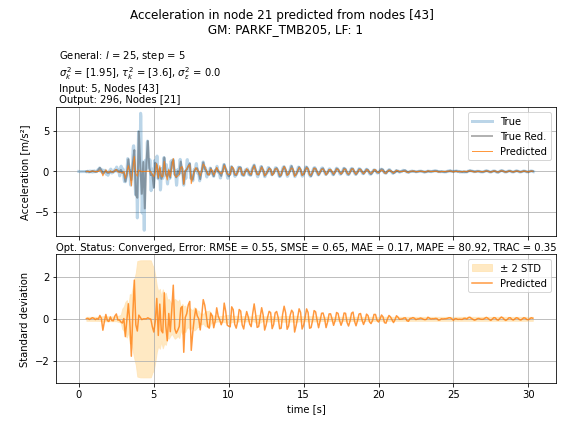 Acceleration in node 21 predicted from nodes [43]
GM: PARKF_TMB205, LF: 1
General: l = 25, step = 5
σ²ₖ = [1.95], τ²ₖ = [3.6], σ²ε = 0.0
Input: 5, Nodes [43]
Output: 296, Nodes [21]
Acceleration [m/s²]
5
0
−5
True
True Red.
Predicted
Opt. Status: Converged, Error: RMSE = 0.55, SMSE = 0.65, MAE = 0.17, MAPE = 80.92, TRAC = 0.35
Standard deviation
2
0
−2
± 2 STD
Predicted
0 5 10 15 20 25 30
time [s]